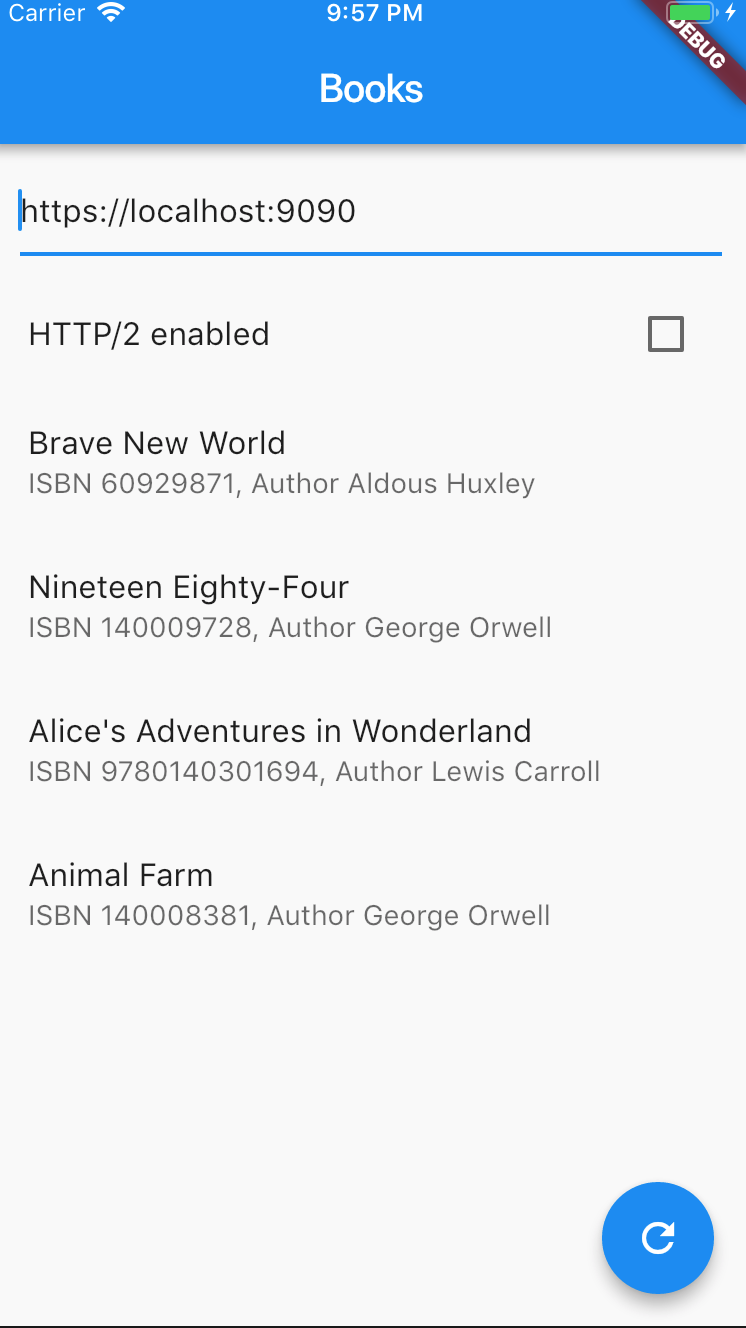 Carrier 9:57 PM
DEBUG
Books
https://localhost:9090
HTTP/2 enabled
Brave New World
ISBN 60929871, Author Aldous Huxley
Nineteen Eighty-Four
ISBN 140009728, Author George Orwell
Alice's Adventures in Wonderland
ISBN 9780140301694, Author Lewis Carroll
Animal Farm
ISBN 140008381, Author George Orwell